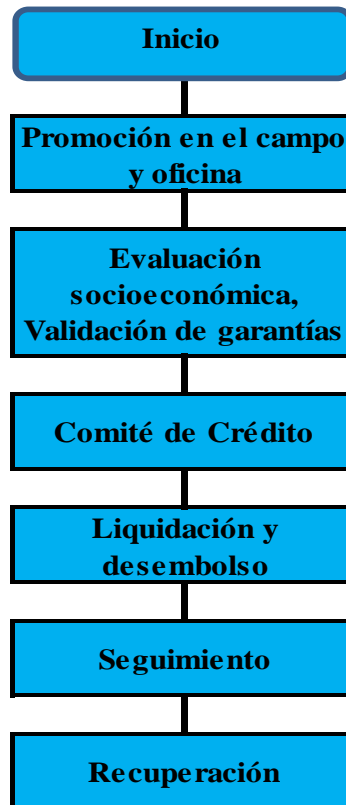 Inicio
Promoción en el campo
y oficina
Evaluación
socioeconómica,
Validación de garantías
Comité de Crédito
Liquidación y
desembolso
Seguimiento
Recuperación